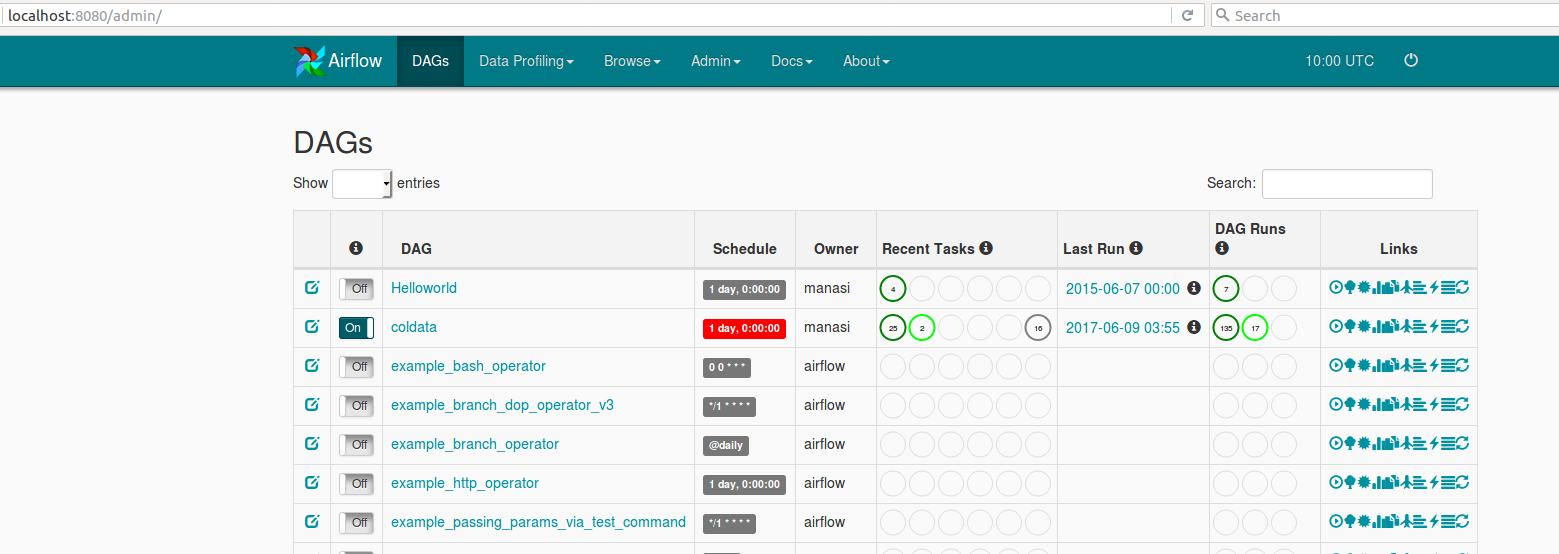 localhost:8080/admin/
Search
Airflow DAGs Data Profiling Browse Admin Docs About 10:00 UTC
DAGs
Show entries Search:
DAG Schedule Owner Recent Tasks Last Run DAG Runs Links
Off Helloworld 1 day, 0:00:00 manasi 4 2015-06-07 00:00 7
On coldata 1 day, 0:00:00 manasi 25 2 16 2017-06-09 03:55 135 17
Off example_bash_operator 0 0 * * * airflow
Off example_branch_dop_operator_v3 */1 * * * * airflow
Off example_branch_operator @daily airflow
Off example_http_operator 1 day, 0:00:00 airflow
Off example_passing_params_via_test_command */1 * * * * airflow